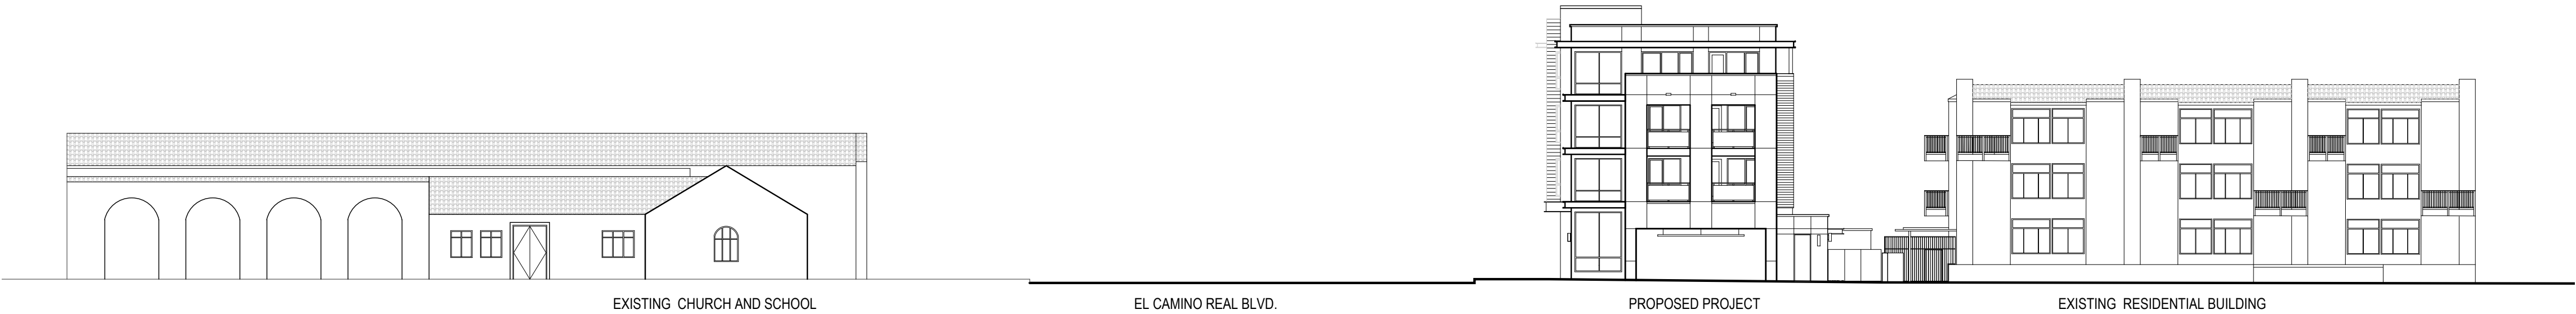 EXISTING CHURCH AND SCHOOL
EL CAMINO REAL BLVD.
PROPOSED PROJECT
EXISTING RESIDENTIAL BUILDING